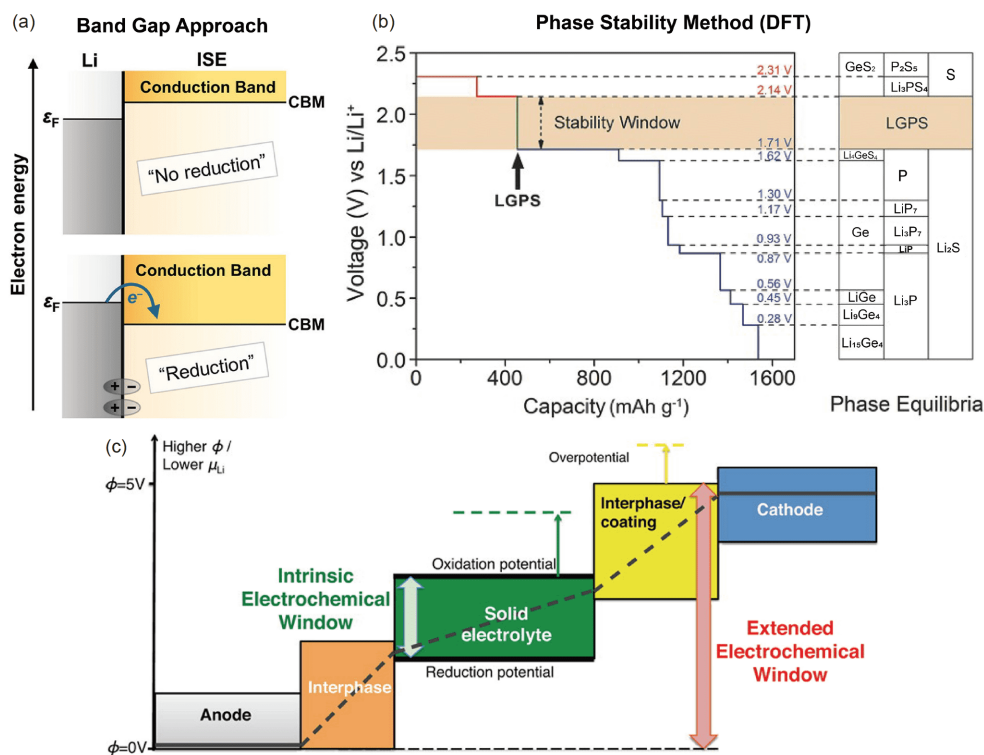 (a)
Band Gap Approach
Li
ISE
Electron energy
Conduction Band
CBM
εF
“No reduction”
Conduction Band
εF
e⁻
CBM
“Reduction”
+ −
+ −
(b)
Phase Stability Method (DFT)
Voltage (V) vs Li/Li⁺
2.5
2.0
1.5
1.0
0.5
0.0
0
400
800
1200
1600
Capacity (mAh g⁻¹)
2.31 V
2.14 V
Stability Window
1.71 V
1.62 V
LGPS
1.30 V
1.17 V
0.93 V
0.87 V
0.56 V
0.45 V
0.28 V
GeS₂
P₂S₅
S
Li₃PS₄
LGPS
Li₄GeS₄
P
LiP₇
Ge
Li₃P₇
LiP
Li₂S
Li₃P
LiGe
Li₉Ge₄
Li₁₅Ge₄
Phase Equilibria
(c)
Higher ϕ /
Lower μLi
ϕ=5V
ϕ=0V
Overpotential
Interphase/
coating
Cathode
Oxidation potential
Intrinsic
Electrochemical
Window
Solid
electrolyte
Reduction potential
Extended
Electrochemical
Window
Interphase
Anode